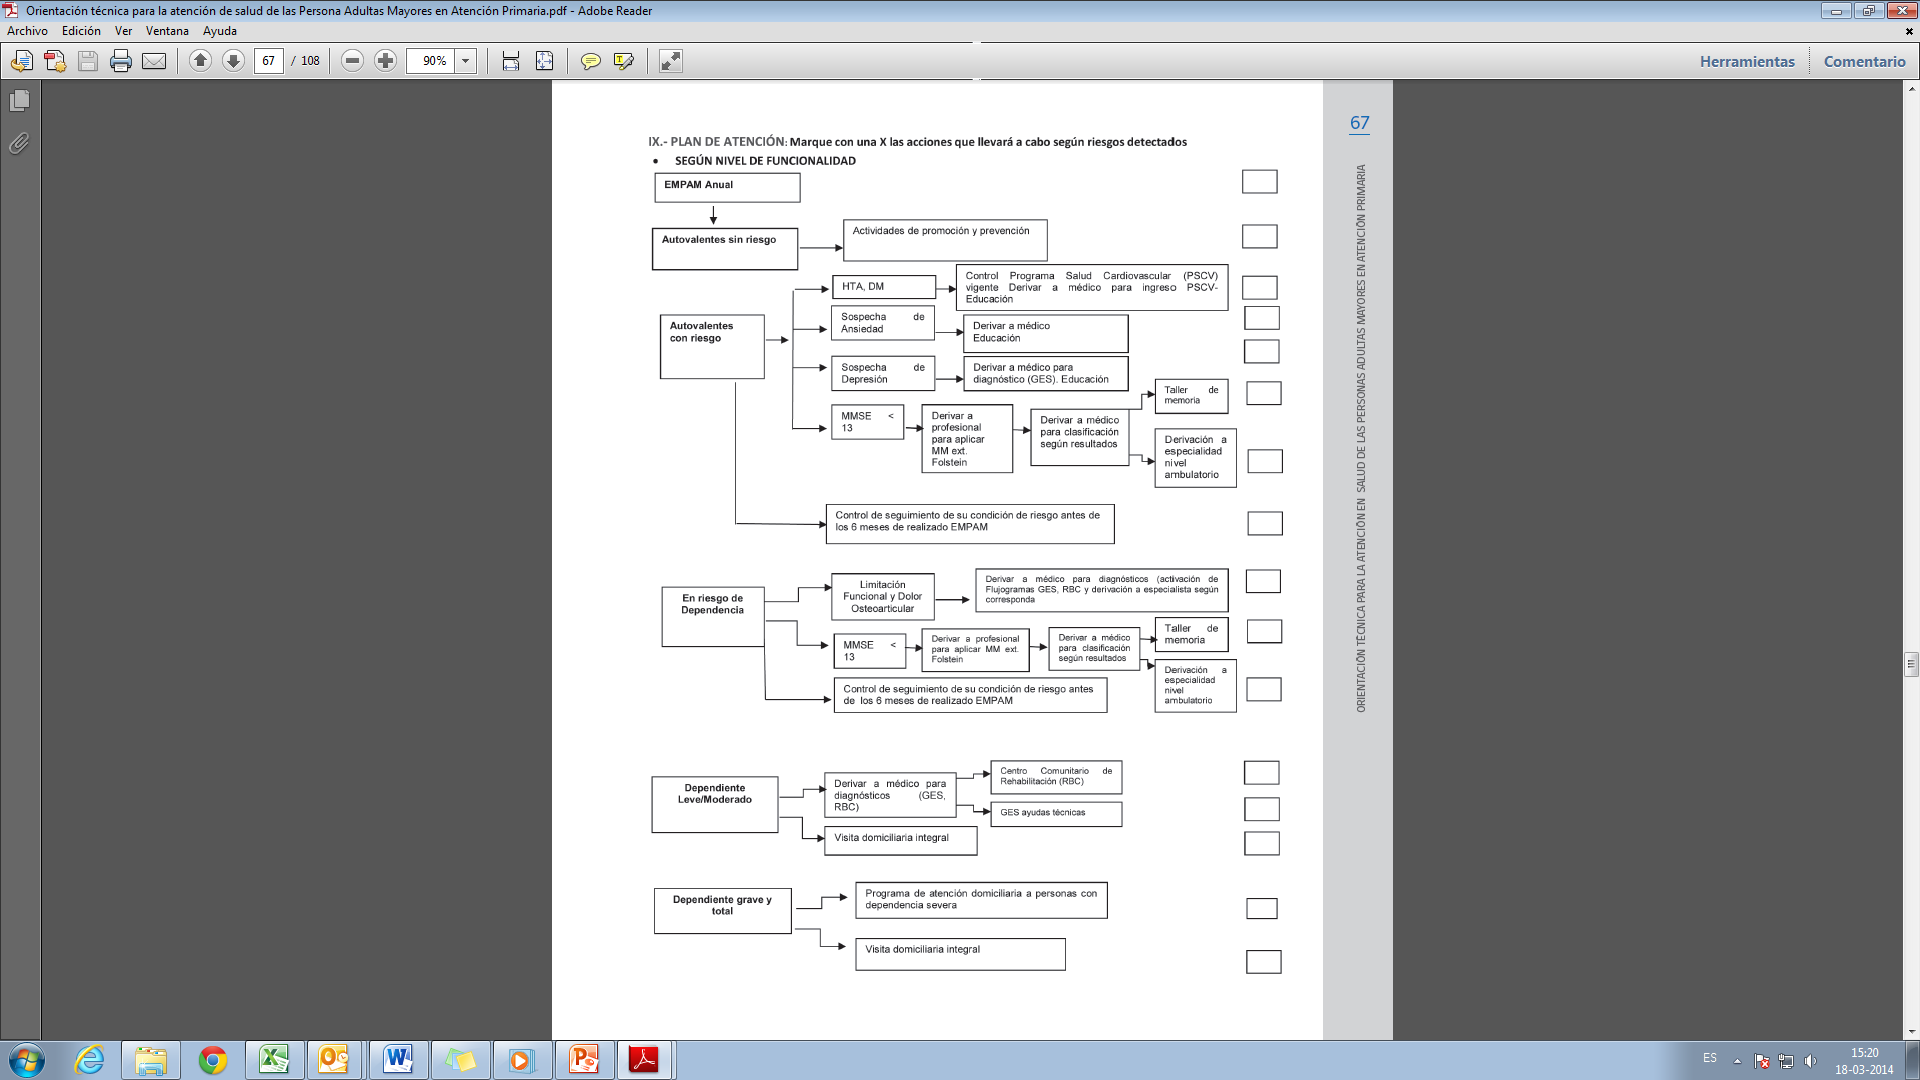 Orientación técnica para la atención de salud de las Persona Adultas Mayores en Atención Primaria.pdf - Adobe Reader
Archivo Edición Ver Ventana Ayuda
67 / 108
90%
Herramientas Comentario
67
IX.- PLAN DE ATENCIÓN: Marque con una X las acciones que llevará a cabo según riesgos detectados
• SEGÚN NIVEL DE FUNCIONALIDAD
EMPAM Anual
Autovalentes sin riesgo
Actividades de promoción y prevención
Autovalentes
con riesgo
HTA, DM
Control Programa Salud Cardiovascular (PSCV)
vigente Derivar a médico para ingreso PSCV-
Educación
Sospecha de
Ansiedad
Derivar a médico
Educación
Sospecha de
Depresión
Derivar a médico para
diagnóstico (GES). Educación
MMSE <
13
Derivar a
profesional
para aplicar
MM ext.
Folstein
Derivar a médico
para clasificación
según resultados
Taller de
memoria
Derivación a
especialidad
nivel
ambulatorio
Control de seguimiento de su condición de riesgo antes de
los 6 meses de realizado EMPAM
En riesgo de
Dependencia
Limitación
Funcional y Dolor
Osteoarticular
Derivar a médico para diagnósticos (activación de
Flujogramas GES, RBC y derivación a especialista según
corresponda
MMSE <
13
Derivar a profesional
para aplicar MM ext.
Folstein
Derivar a médico
para clasificación
según resultados
Taller de
memoria
Derivación a
especialidad
nivel
ambulatorio
Control de seguimiento de su condición de riesgo antes
de los 6 meses de realizado EMPAM
Dependiente
Leve/Moderado
Derivar a médico para
diagnósticos (GES,
RBC)
Centro Comunitario de
Rehabilitación (RBC)
GES ayudas técnicas
Visita domiciliaria integral
Dependiente grave y
total
Programa de atención domiciliaria a personas con
dependencia severa
Visita domiciliaria integral
ORIENTACIÓN TÉCNICA PARA LA ATENCIÓN EN SALUD DE LAS PERSONAS ADULTAS MAYORES EN ATENCIÓN PRIMARIA
ES
15:20
18-03-2014